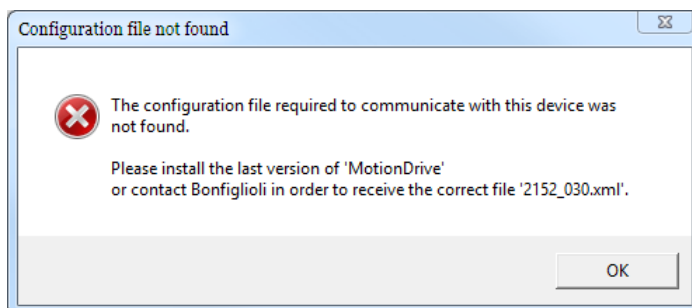 Configuration file not found
The configuration file required to communicate with this device was
not found.
Please install the last version of 'MotionDrive'
or contact Bonfiglioli in order to receive the correct file '2152_030.xml'.
OK